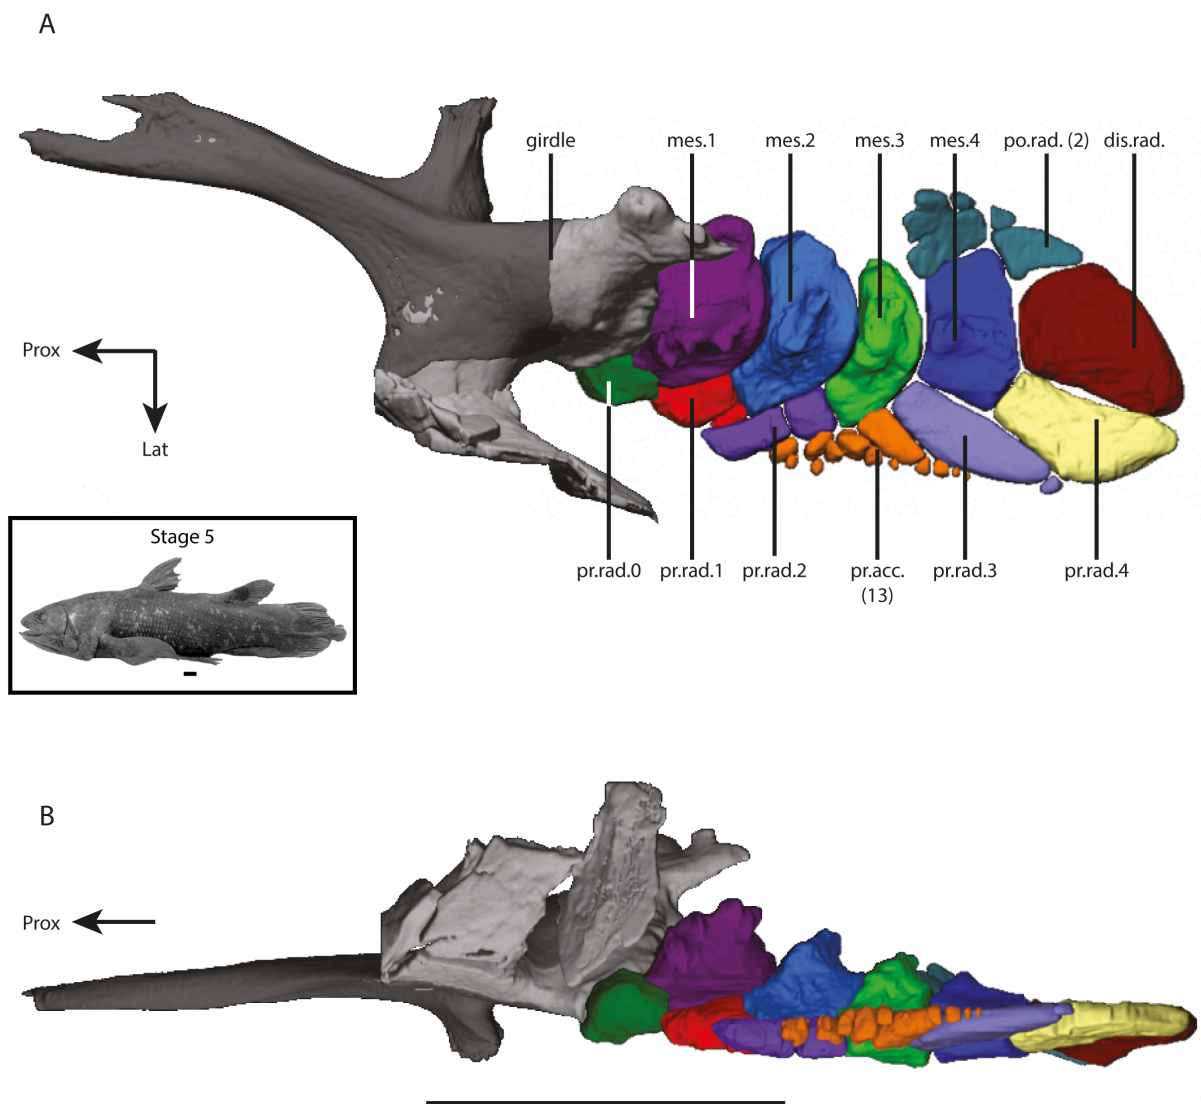 A
girdle
mes.1
mes.2
mes.3
mes.4
po.rad. (2)
dis.rad.
Prox
Lat
pr.rad.0
pr.rad.1
pr.rad.2
pr.acc.
(13)
pr.rad.3
pr.rad.4
Stage 5
B
Prox